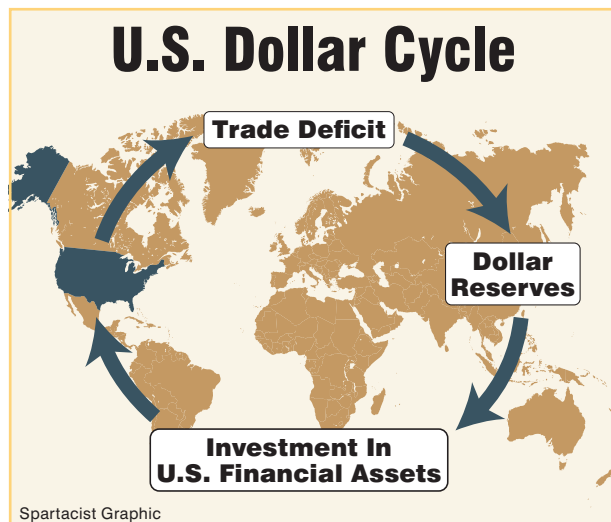 U.S. Dollar Cycle
Trade Deficit
Dollar
Reserves
Investment In
U.S. Financial Assets
Spartacist Graphic